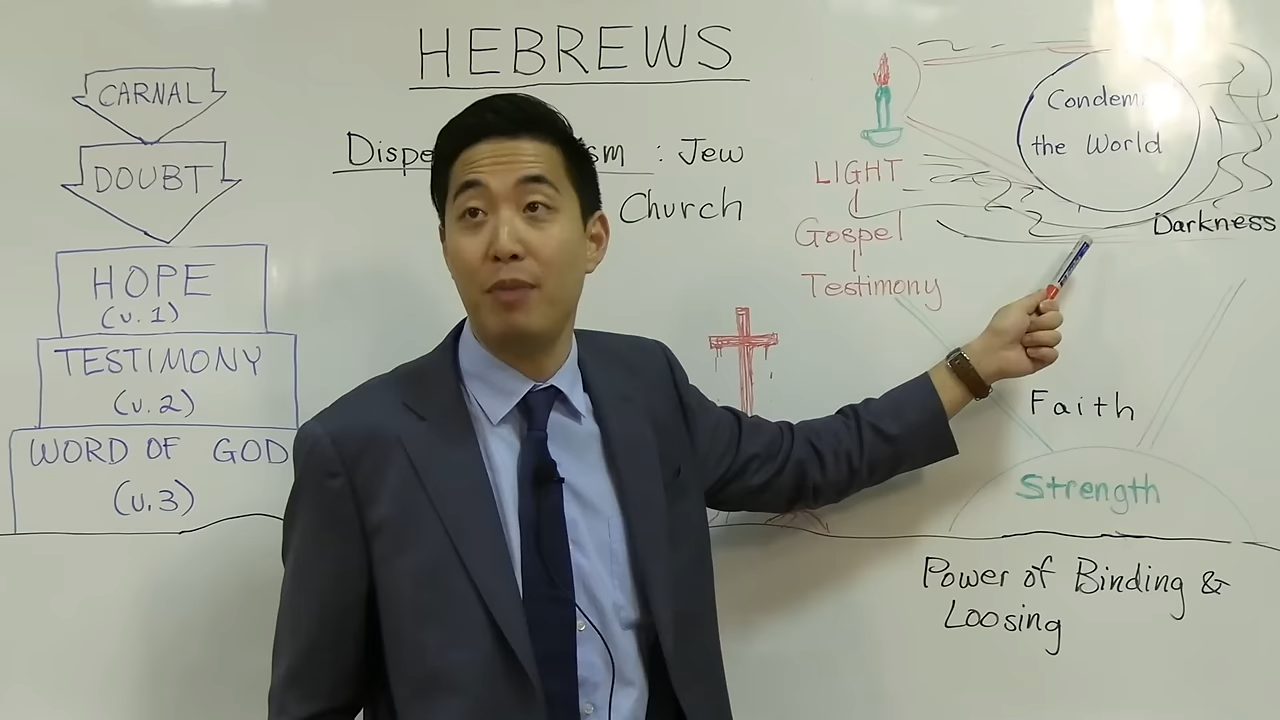 HEBREWS
CARNAL
DOUBT
HOPE
(v.1)
TESTIMONY
(v.2)
WORD OF GOD
(v.3)
: Jew
Church
LIGHT
Gospel
Testimony
the World
Darkness
Faith
Strength
Power of Binding &
Loosing